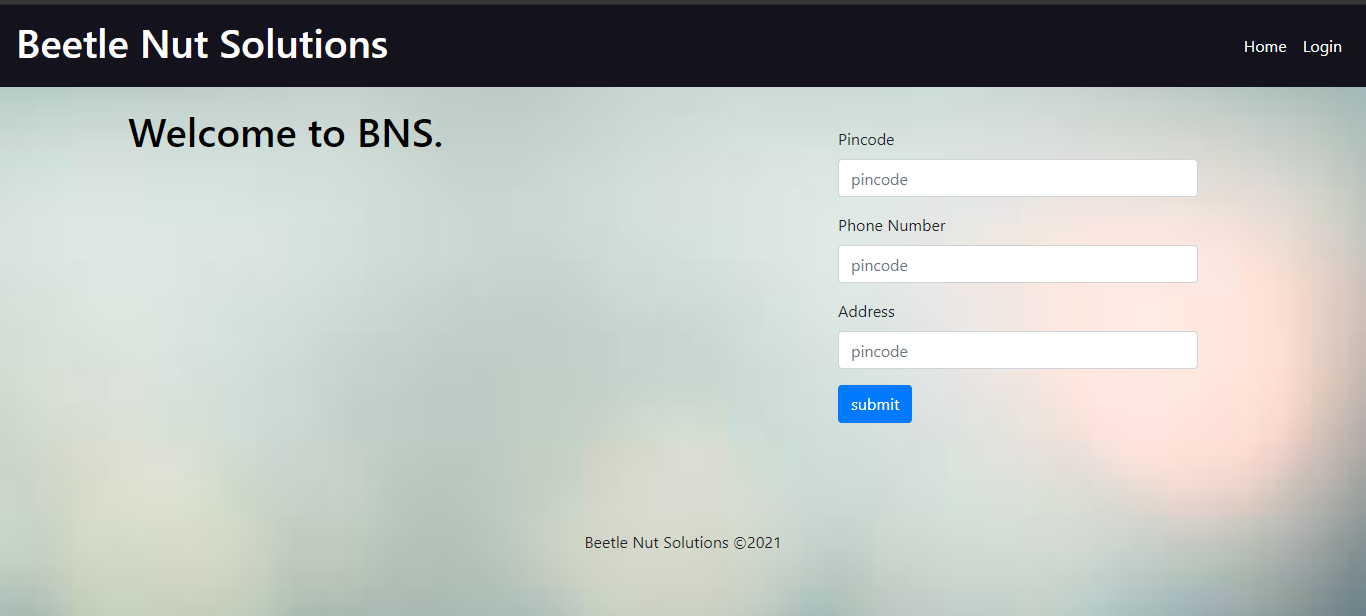 Beetle Nut Solutions
Home Login
Welcome to BNS.
Pincode
pincode
Phone Number
pincode
Address
pincode
submit
Beetle Nut Solutions ©2021